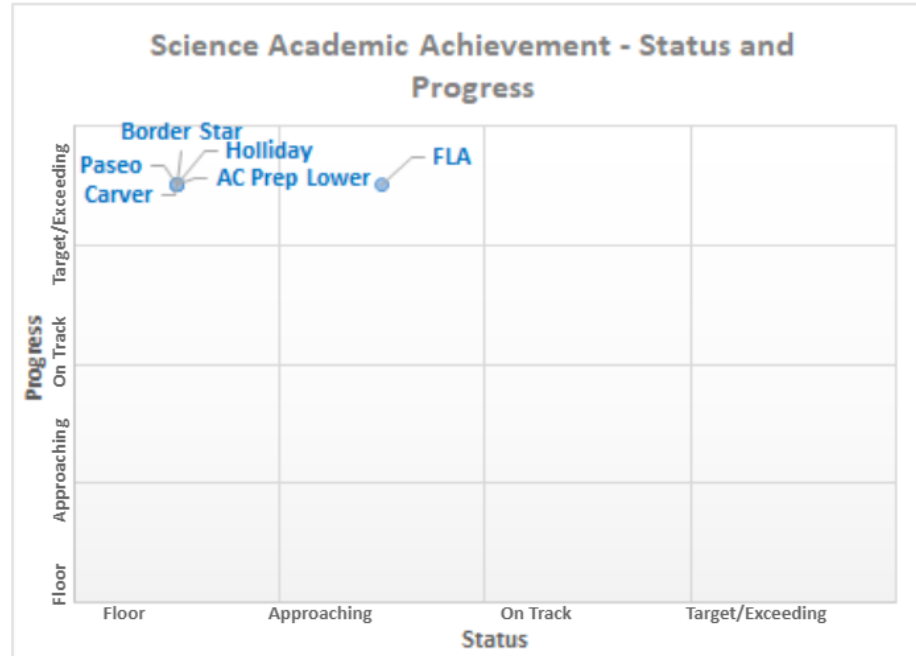 Science Academic Achievement - Status and
Progress
Border Star
Holliday
FLA
Paseo
AC Prep Lower
Carver
Target/Exceeding
On Track
Approaching
Floor
Progress
Floor
Approaching
On Track
Target/Exceeding
Status